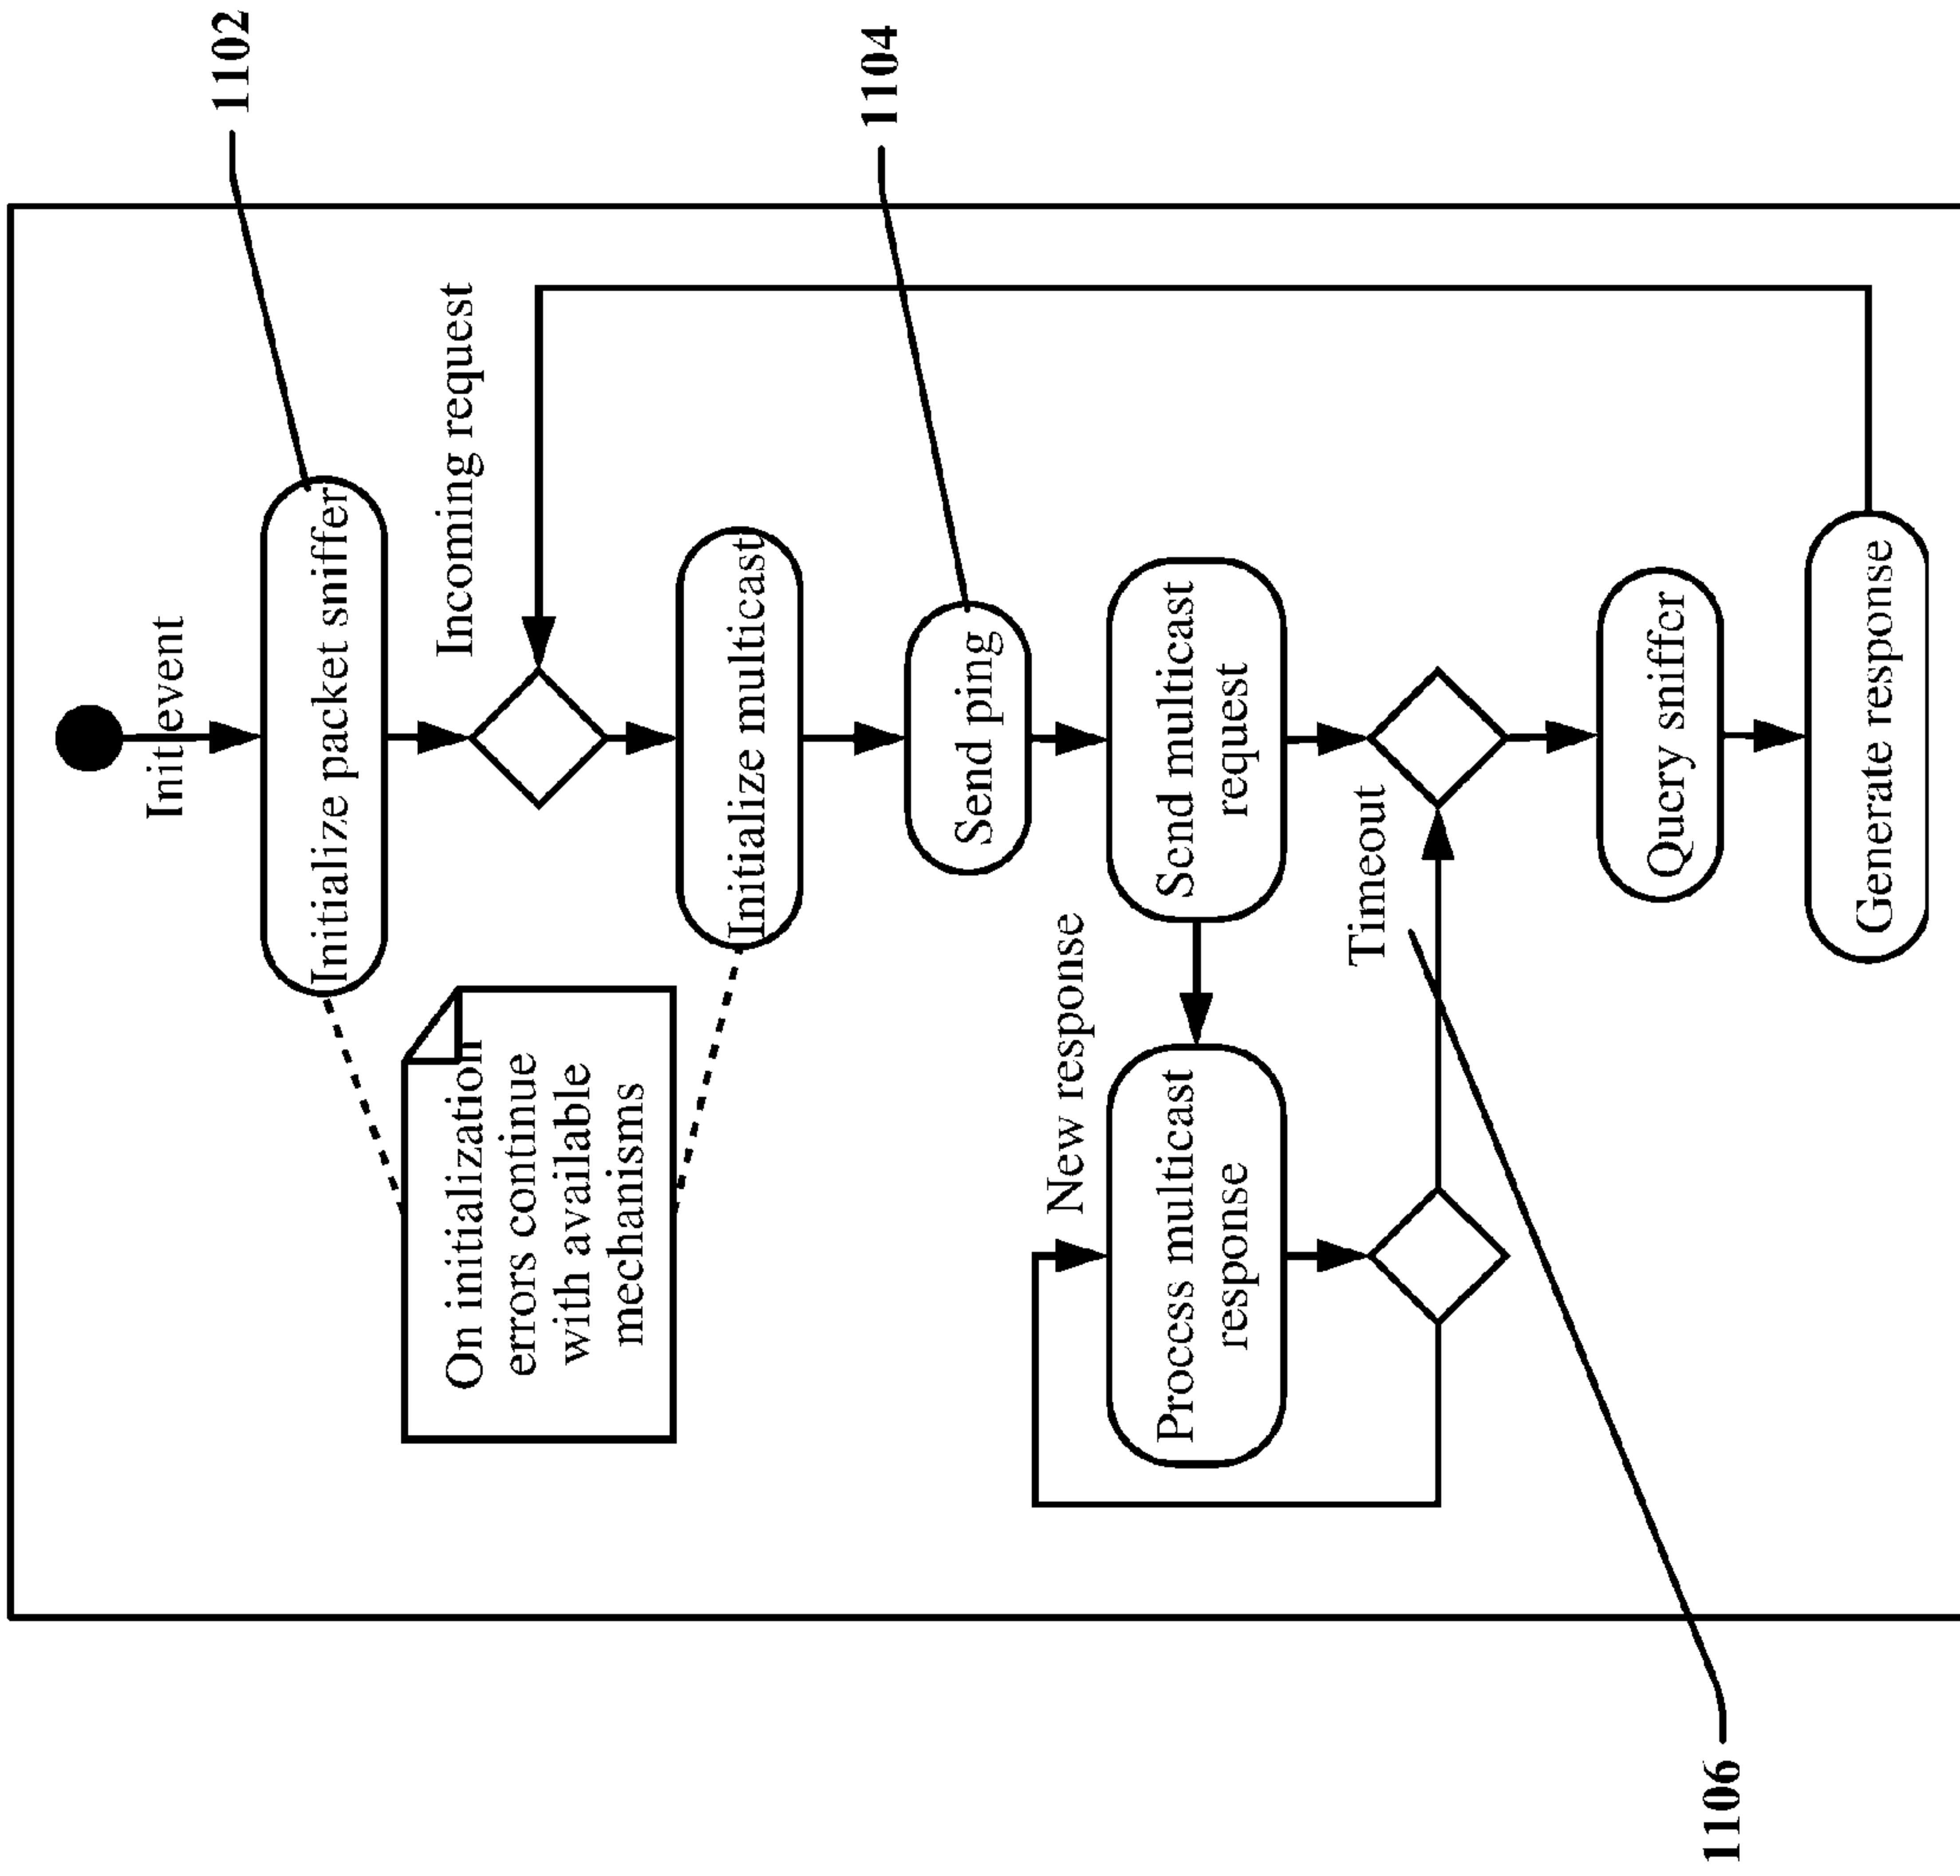 1102
Init event
Initialize packet sniffer
Incoming request
On initialization
errors continue
with available
mechanisms
Initialize multicast
1104
Send ping
New response
Send multicast
request
Process multicast
response
Timeout
Query sniffer
Generate response
1106